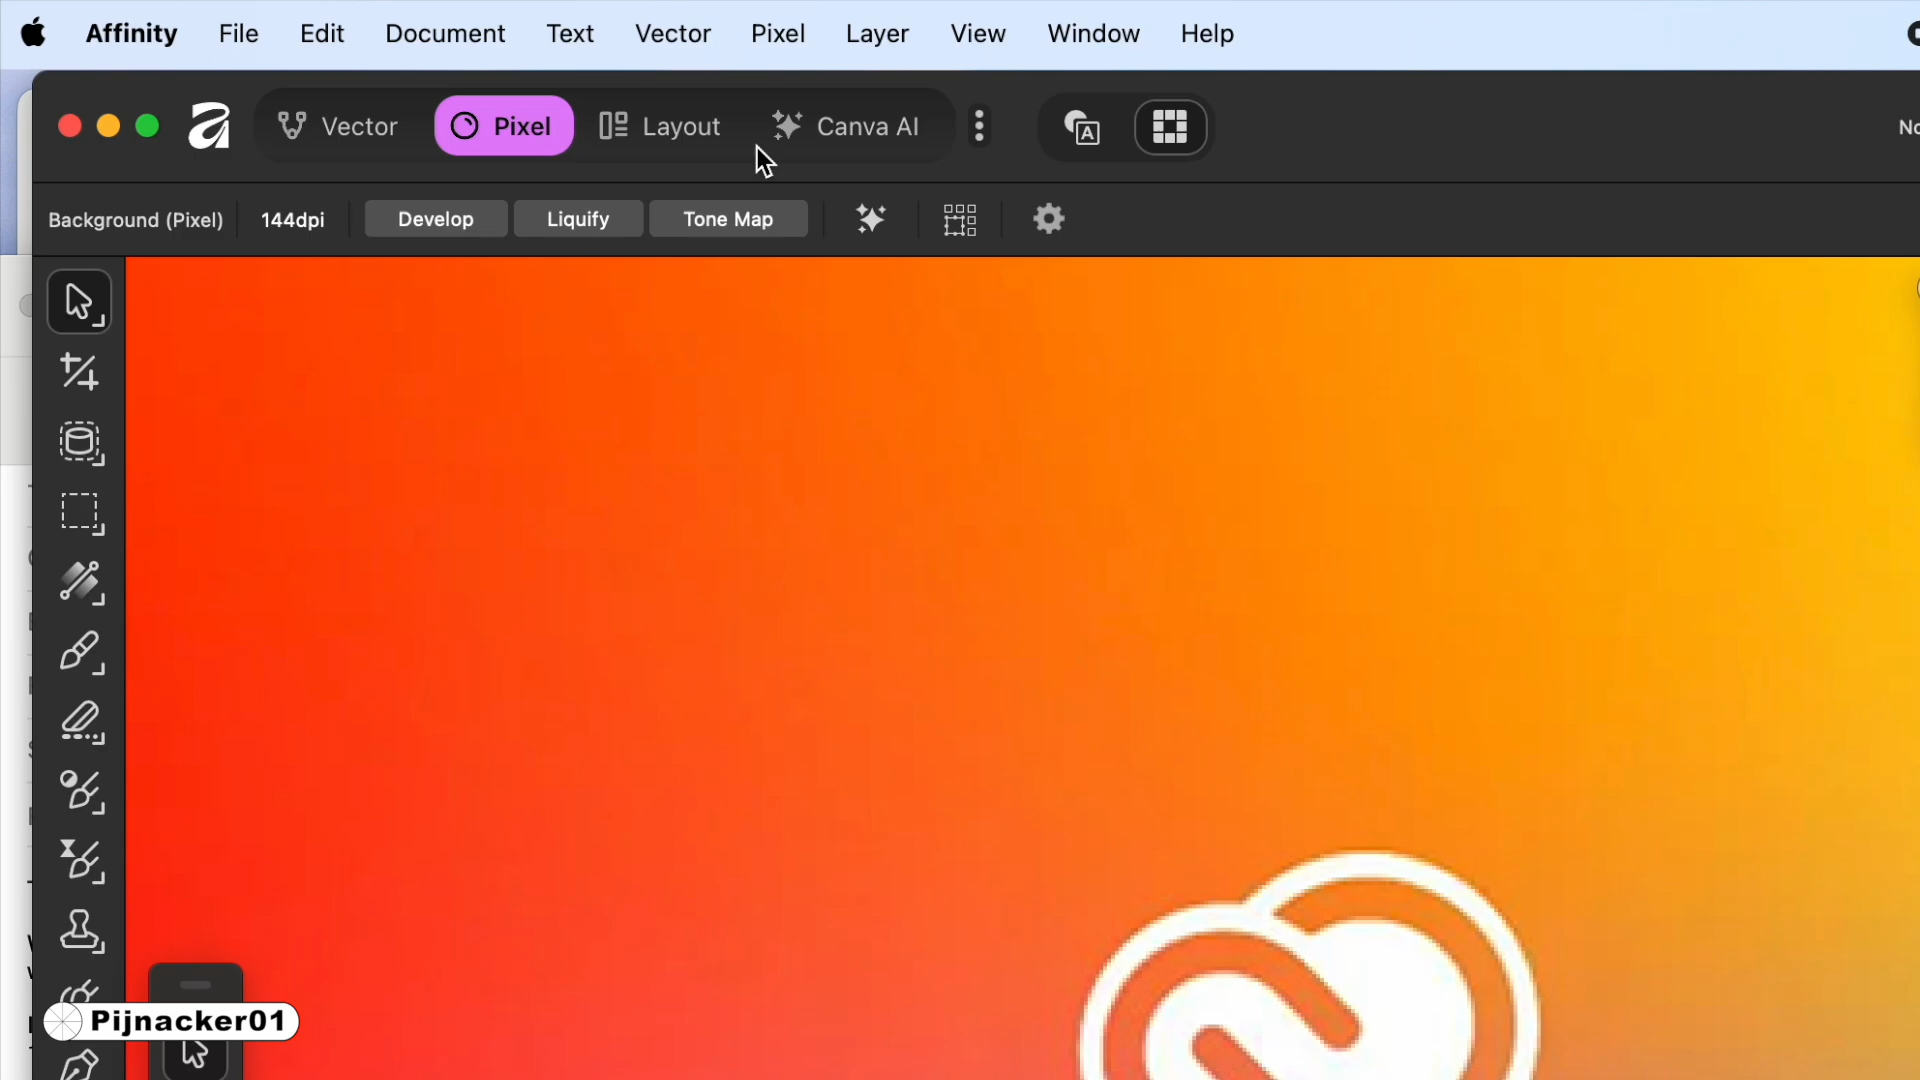 Affinity File Edit Document Text Vector Pixel Layer View Window Help
Vector Pixel Layout Canva AI
Background (Pixel) 144dpi Develop Liquify Tone Map
Pijnacker01